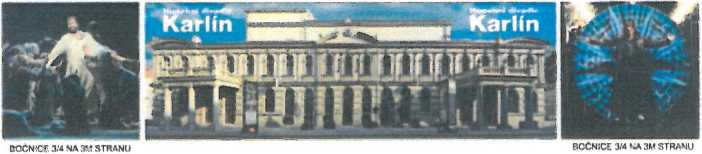 Hudební divadlo
Karlín
Hudební divadlo
Karlín
BOČNICE 3/4 NA 3M STRANU
BOČNICE 3/4 NA 3M STRANU